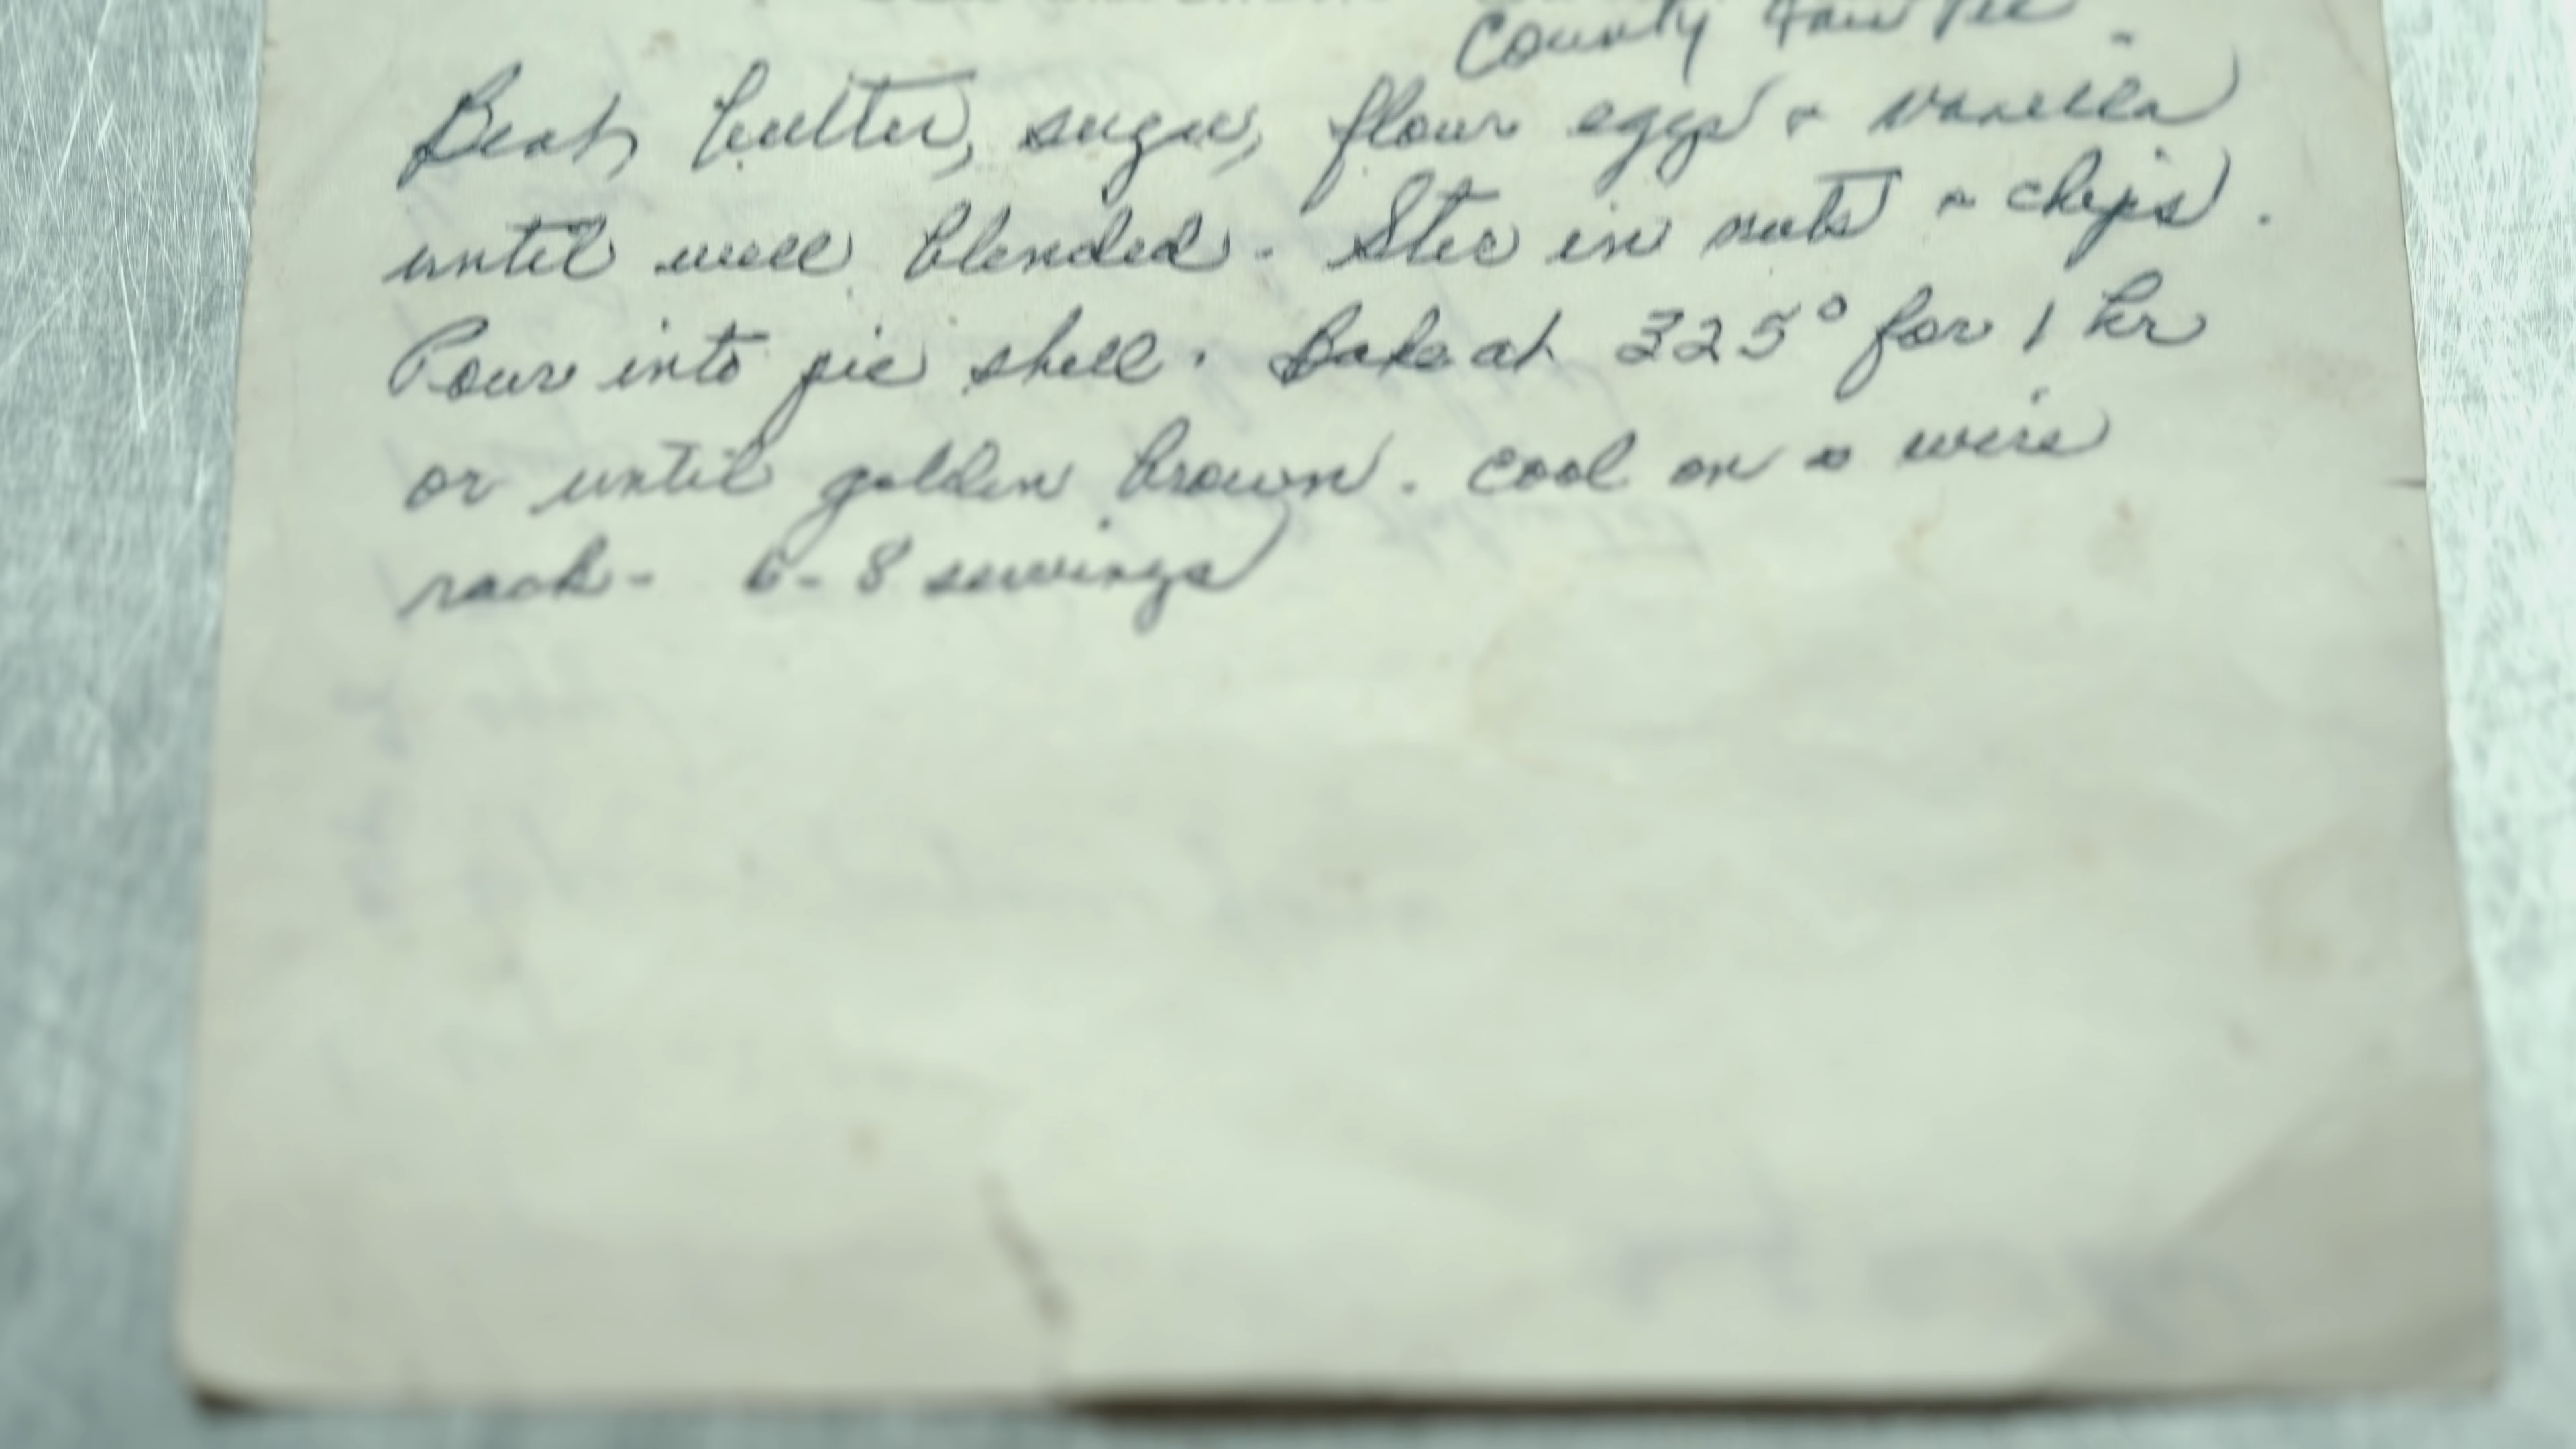 County Fair Pie
Beat butter, sugar, flour eggs & vanilla
until well blended. Stir in nuts & chips.
Pour into pie shell. Bake at 325° for 1 hr
or until golden brown. Cool on a wire
rack- 6-8 servings